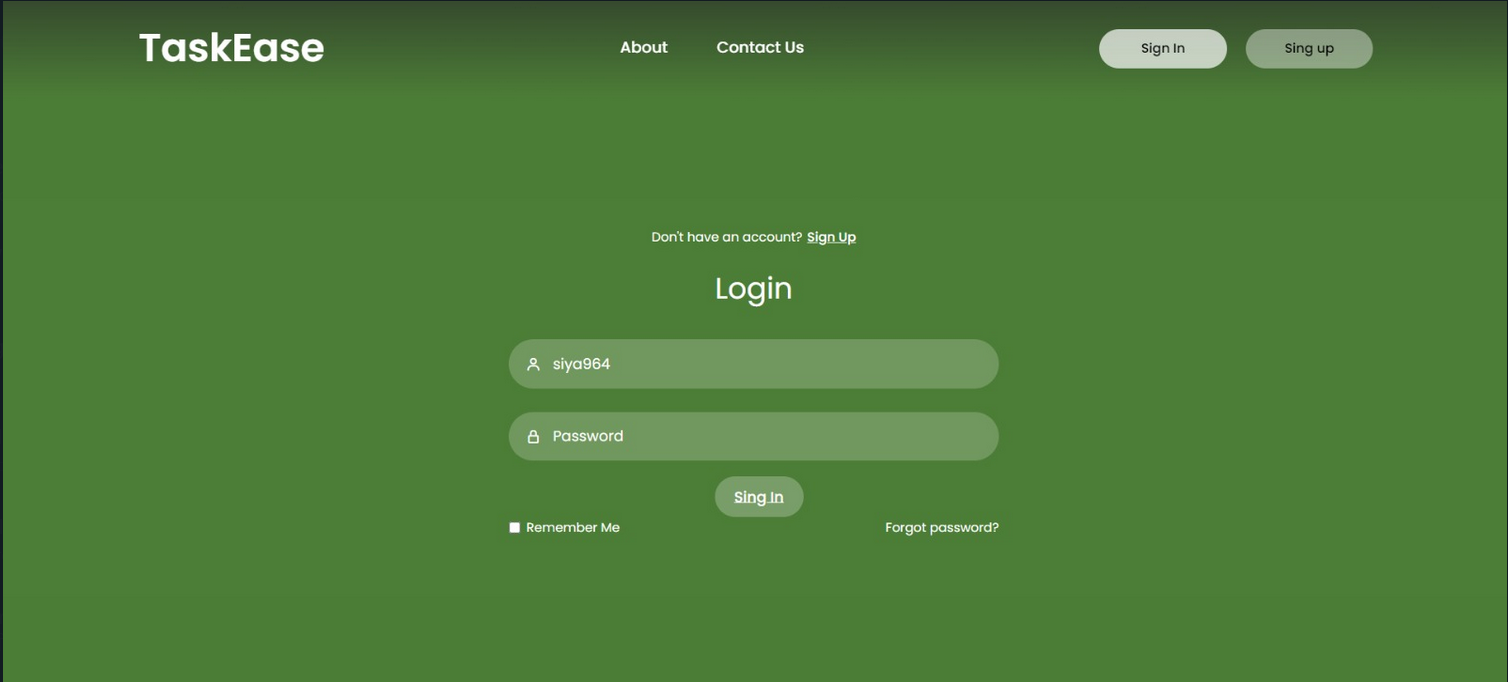 TaskEase
About
Contact Us
Sign In
Sing up
Don't have an account? Sign Up
Login
siya964
Password
Sing In
Remember Me
Forgot password?